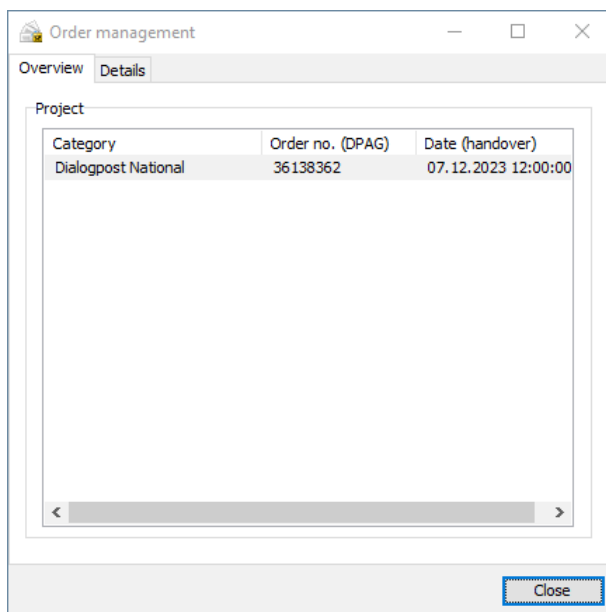 Order management
Overview Details
Project
Category Order no. (DPAG) Date (handover)
Dialogpost National 36138362 07.12.2023 12:00:00
Close